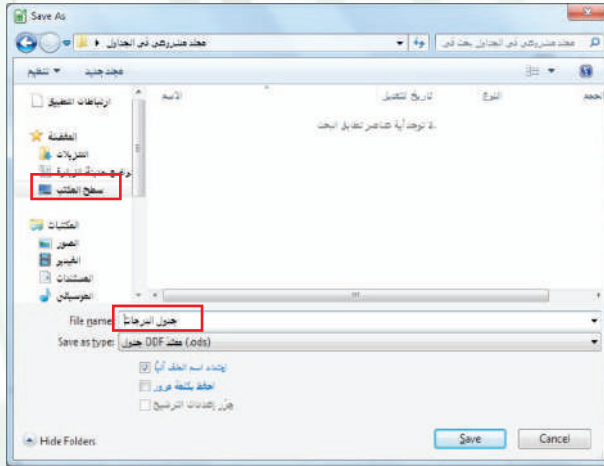 Save As
مجلد مشروعي في الجداول
بحث في مجلد مشروعي في الجداول
تنظيم مجلد جديد
الاسم تاريخ التعديل النوع الحجم
لا توجد أية عناصر تطابق البحث.
ارتباطات التطبيق
المفضلة
التنزيلات
سطح المكتب
المكتبات
الصور
الفيديو
المستندات
الموسيقى
File name: جدول الدرجات
Save as type: جدول ODF (.ods)
احفظ بكلمة مرور
Hide Folders
Save Cancel